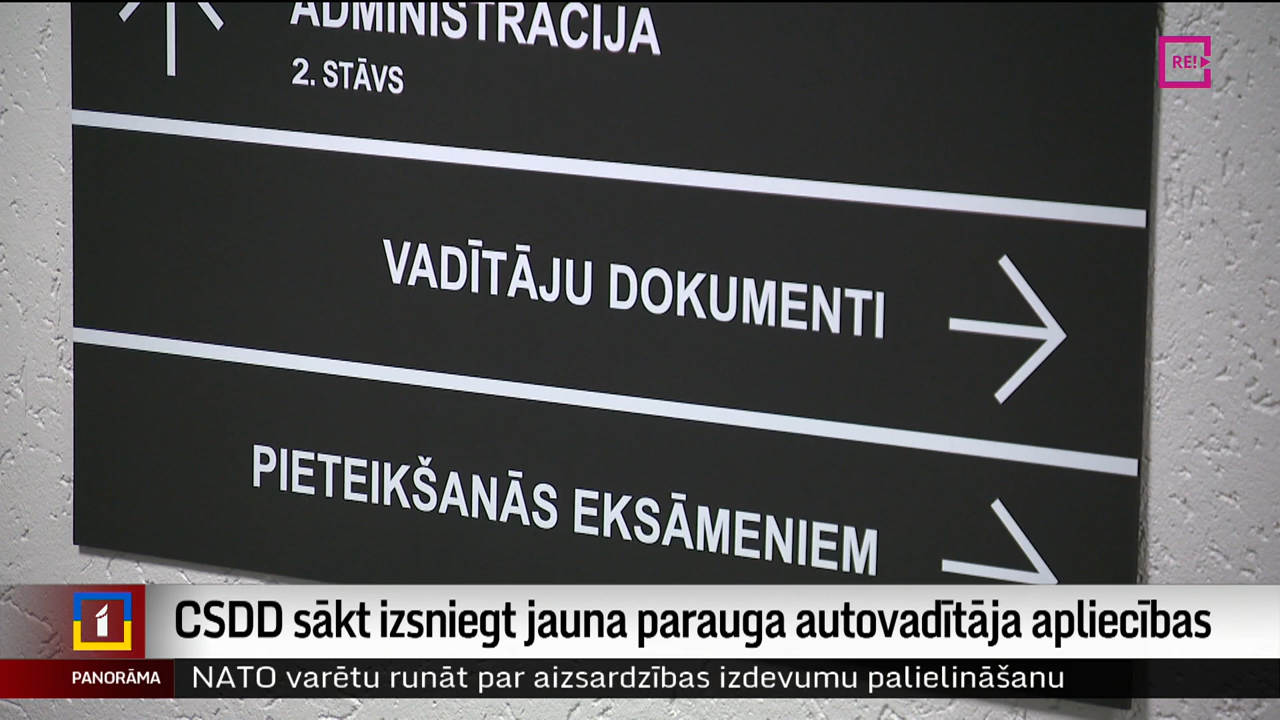 ADMINISTRĀCIJA
2. STĀVS
RE!
VADĪTĀJU DOKUMENTI
PIETEIKŠANĀS EKSĀMENIEM
1
CSDD sākt izsniegt jauna parauga autovadītāja apliecības
PANORĀMA
NATO varētu runāt par aizsardzības izdevumu palielināšanu